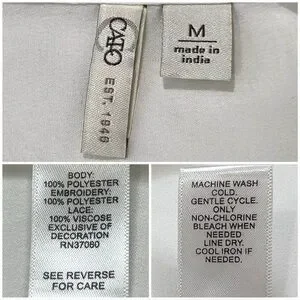 CATO
EST. 1946
M
made in
india
BODY:
100% POLYESTER
EMBROIDERY:
100% POLYESTER
LACE:
100% VISCOSE
EXCLUSIVE OF
DECORATION
RN37080
SEE REVERSE
FOR CARE
MACHINE WASH
COLD.
GENTLE CYCLE.
ONLY
NON-CHLORINE
BLEACH WHEN
NEEDED.
LINE DRY.
COOL IRON IF
NEEDED.